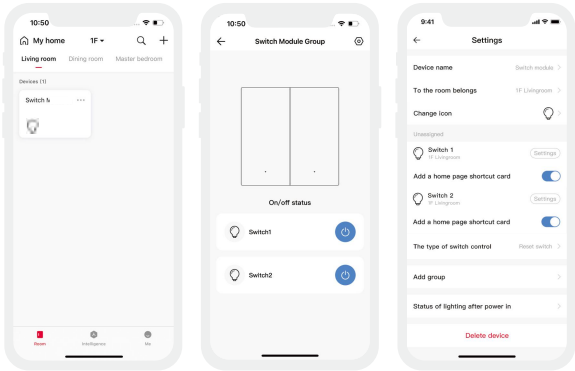 10:50
My home
1F
Living room
Dining room
Master bedroom
Devices (1)
Switch M
Room
Intelligence
Me
10:50
Switch Module Group
On/off status
Switch1
Switch2
9:41
Settings
Device name
Switch module
To the room belongs
1F Livingroom
Change Icon
Unassigned
Switch 1
1F Livingroom
Settings
Add a home page shortcut card
Switch 2
1F Livingroom
Settings
Add a home page shortcut card
The type of switch control
Reset switch
Add group
Status of lighting after power in
Delete device